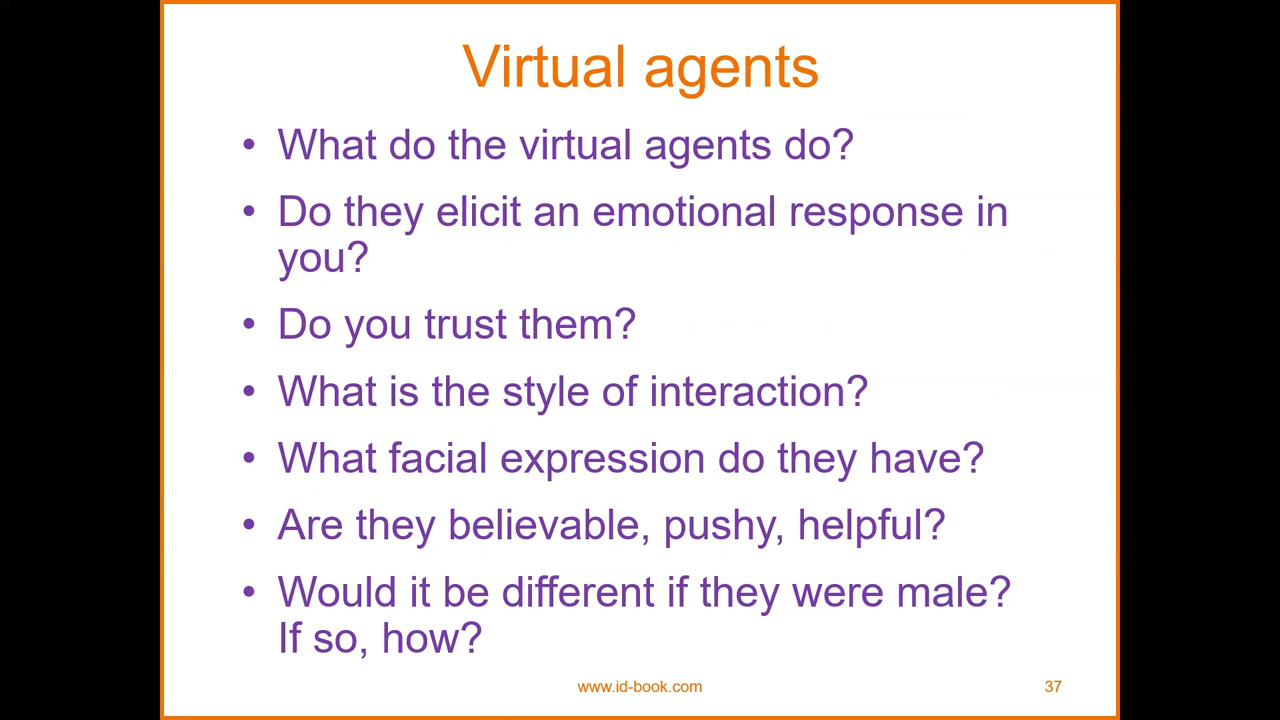 Virtual agents
• What do the virtual agents do?
• Do they elicit an emotional response in
you?
• Do you trust them?
• What is the style of interaction?
• What facial expression do they have?
• Are they believable, pushy, helpful?
• Would it be different if they were male?
If so, how?
www.id-book.com
37